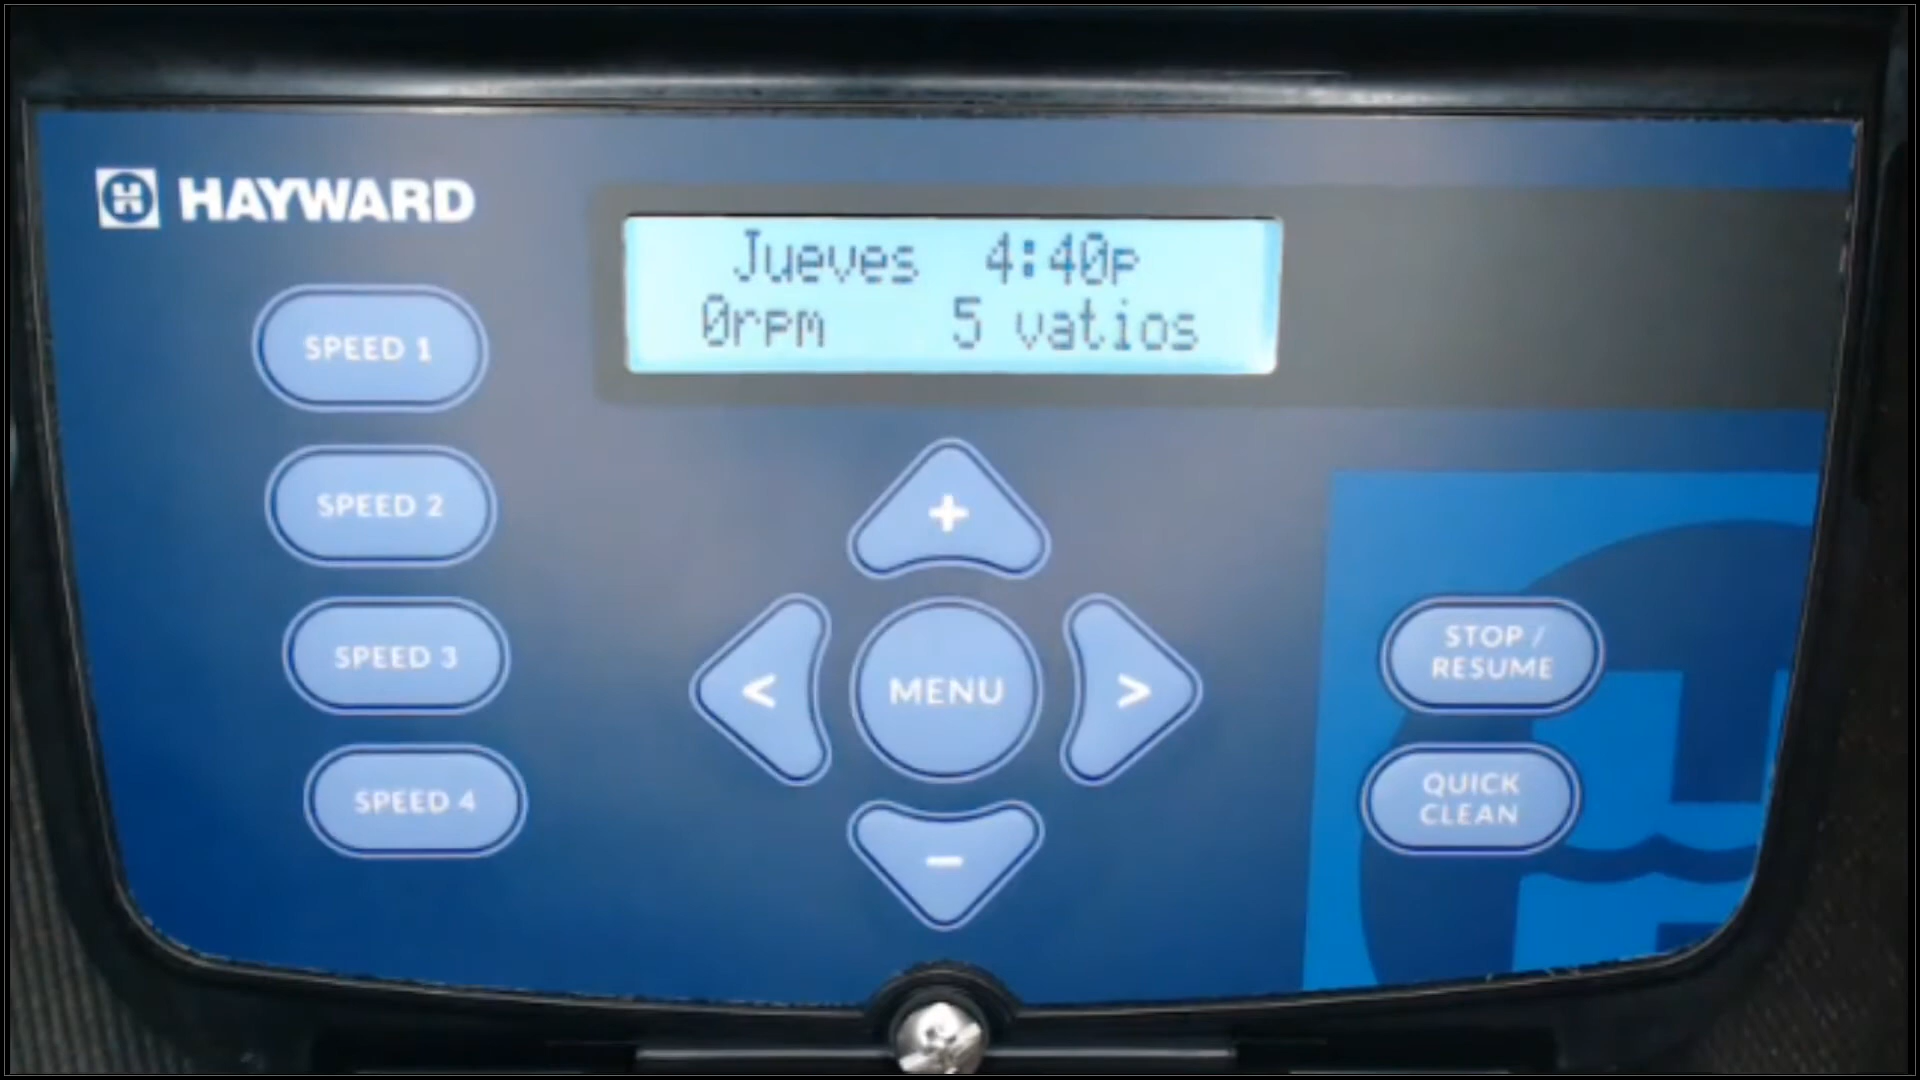 HAYWARD
Jueves 4:40p
0rpm 5 vatios
SPEED 1
SPEED 2
SPEED 3
SPEED 4
+
<
MENU
>
-
STOP /
RESUME
QUICK
CLEAN